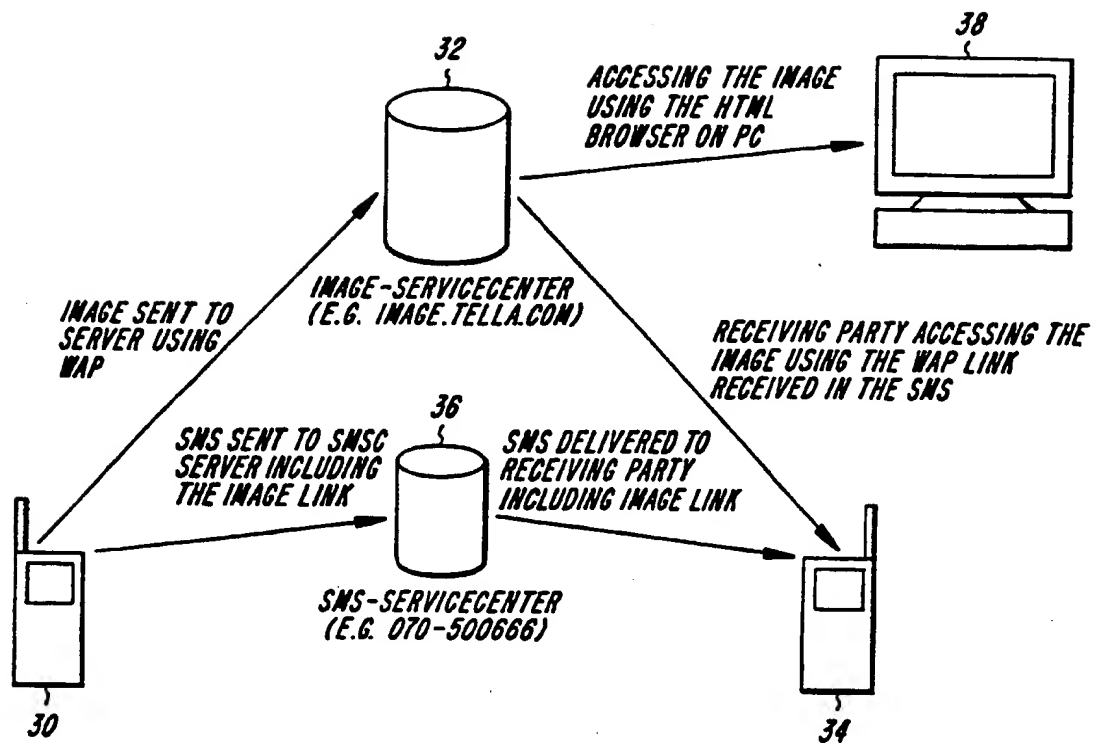 32
38
ACCESSING THE IMAGE
USING THE HTML
BROWSER ON PC
IMAGE-SERVICECENTER
(E.G. IMAGE.TELLA.COM)
IMAGE SENT TO
SERVER USING
WAP
RECEIVING PARTY ACCESSING THE
IMAGE USING THE WAP LINK
RECEIVED IN THE SMS
36
SMS SENT TO SMSC
SERVER INCLUDING
THE IMAGE LINK
SMS DELIVERED TO
RECEIVING PARTY
INCLUDING IMAGE LINK
SMS-SERVICECENTER
(E.G. 070-500666)
30
34